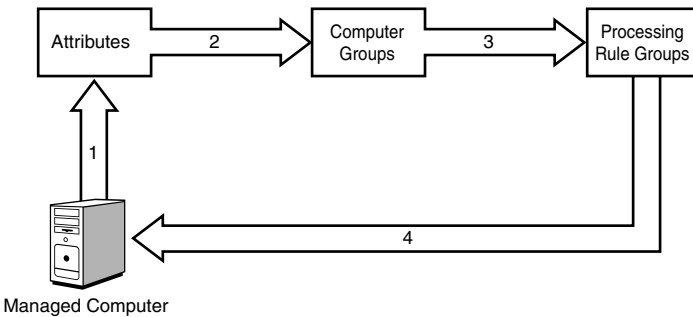 Attributes
2
Computer
Groups
3
Processing
Rule Groups
1
4
Managed Computer